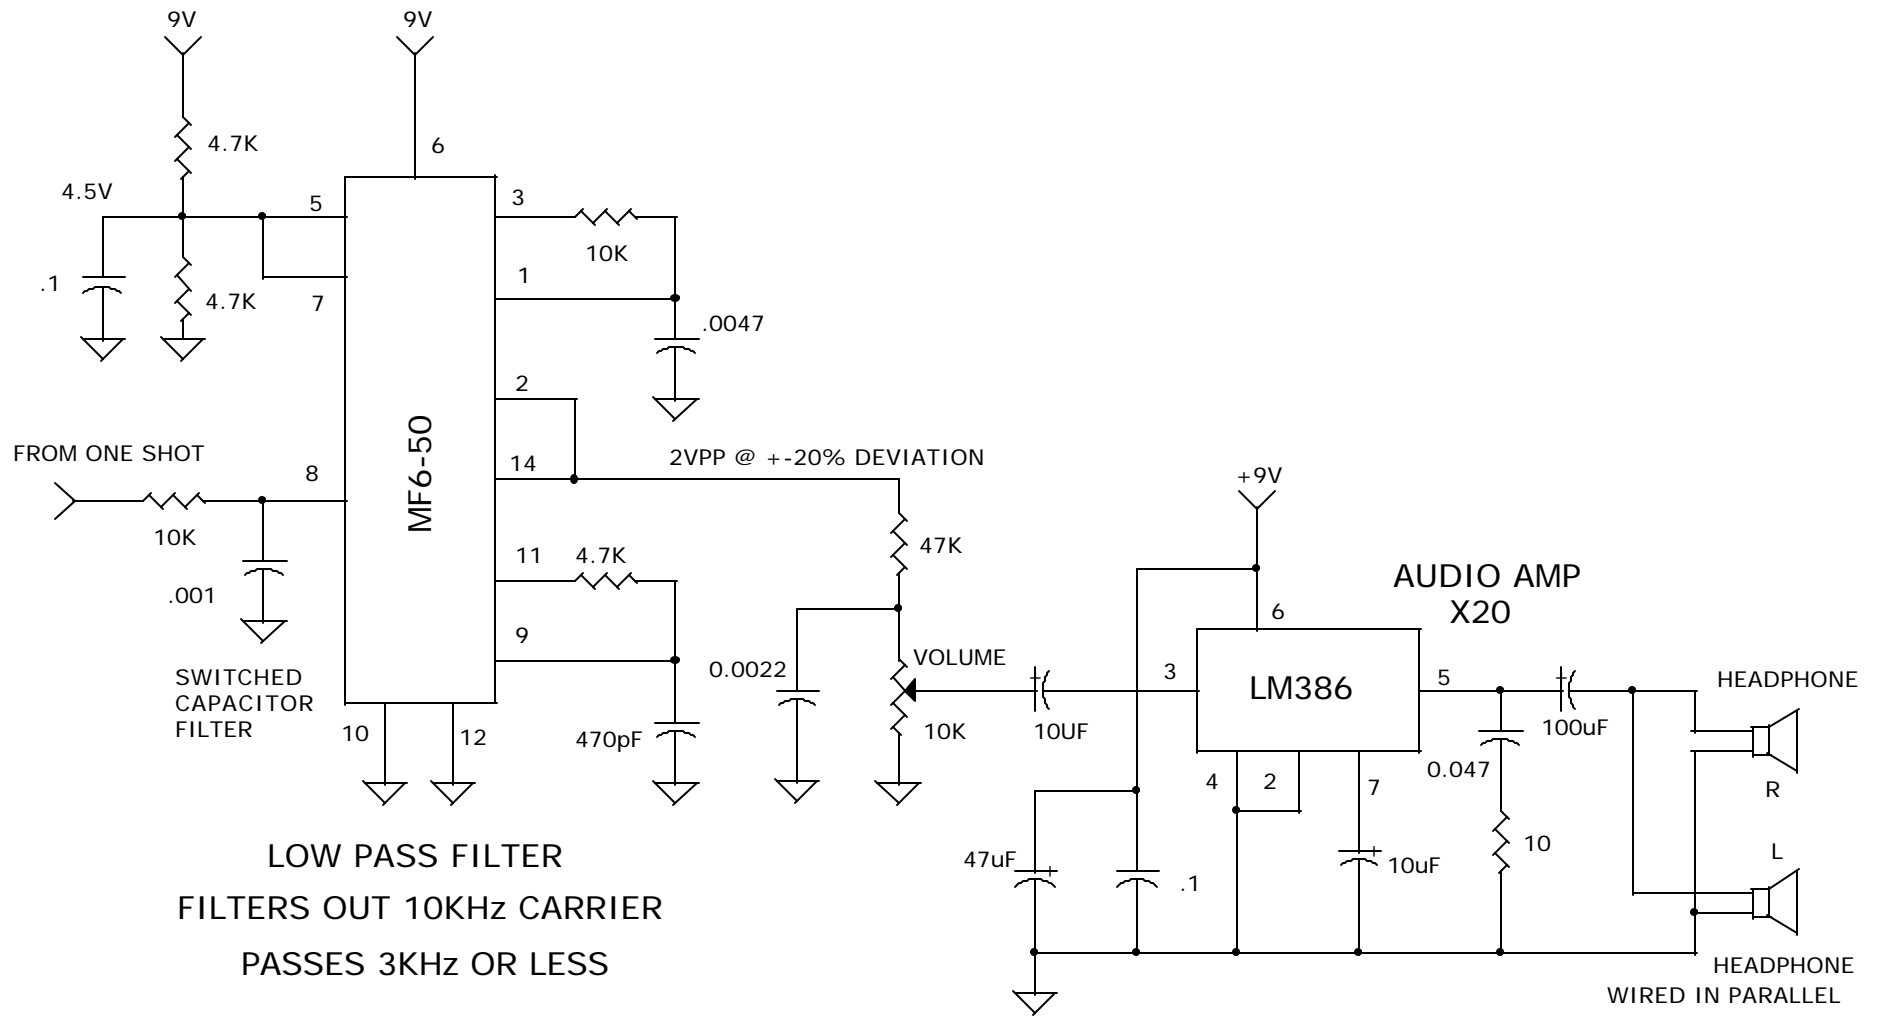 9V
9V
4.7K
6
4.5V
5
3
10K
.1
4.7K
7
1
.0047
2
MF6-50
FROM ONE SHOT
8
14
2VPP @ +-20% DEVIATION
+9V
10K
11
4.7K
47K
AUDIO AMP
X20
.001
6
9
SWITCHED
CAPACITOR
FILTER
0.0022
VOLUME
3
LM386
5
HEADPHONE
10
12
470pF
10K
10UF
100uF
4
2
7
0.047
R
LOW PASS FILTER
FILTERS OUT 10KHz CARRIER
PASSES 3KHz OR LESS
47uF
+
.1
+
10uF
10
L
+
+
HEADPHONE
WIRED IN PARALLEL